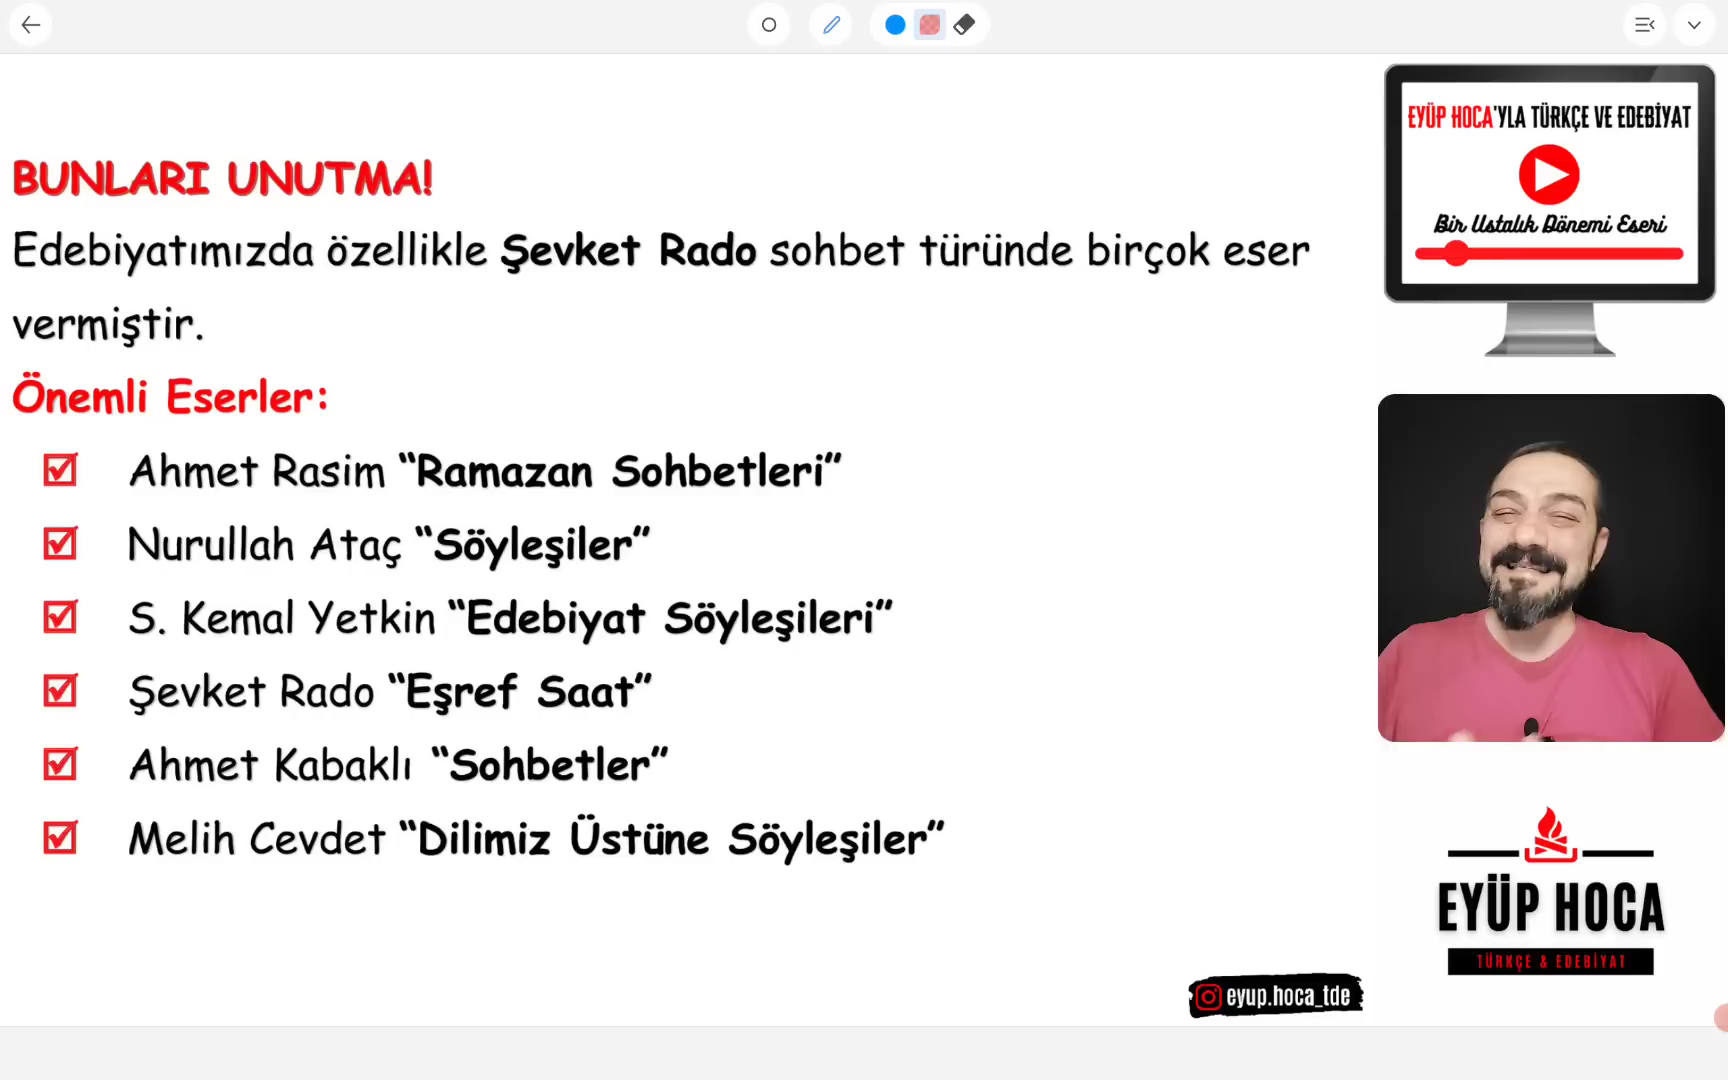 BUNLARI UNUTMA!
Edebiyatımızda özellikle Şevket Rado sohbet türünde birçok eser
vermiştir.
Önemli Eserler:
Ahmet Rasim “Ramazan Sohbetleri”
Nurullah Ataç “Söyleşiler”
S. Kemal Yetkin “Edebiyat Söyleşileri”
Şevket Rado “Eşref Saat”
Ahmet Kabaklı “Sohbetler”
Melih Cevdet “Dilimiz Üstüne Söyleşiler”
EYÜP HOCA'YLA TÜRKÇE VE EDEBİYAT
Bir Ustalık Dönemi Eseri
EYÜP HOCA
TÜRKÇE & EDEBİYAT
eyup.hoca_tde